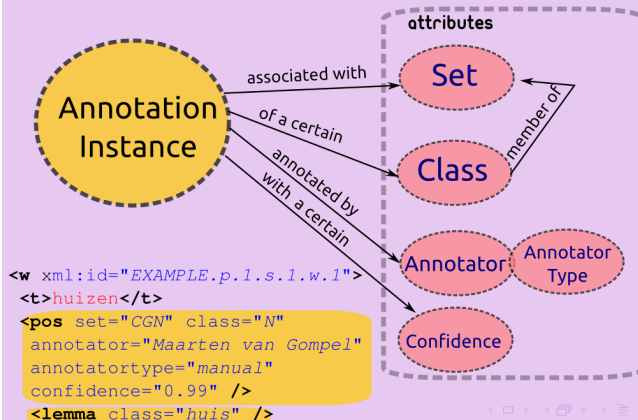 attributes
Annotation
Instance
associated with
of a certain
annotated by
with a certain
Set
member of
Class
Annotator
Annotator
Type
Confidence
<w xml:id="EXAMPLE.p.1.s.1.w.1">
<t>huizen</t>
<pos set="CGN" class="N"
annotator="Maarten van Gompel"
annotatortype="manual"
confidence="0.99" />
<lemma class="huis" />